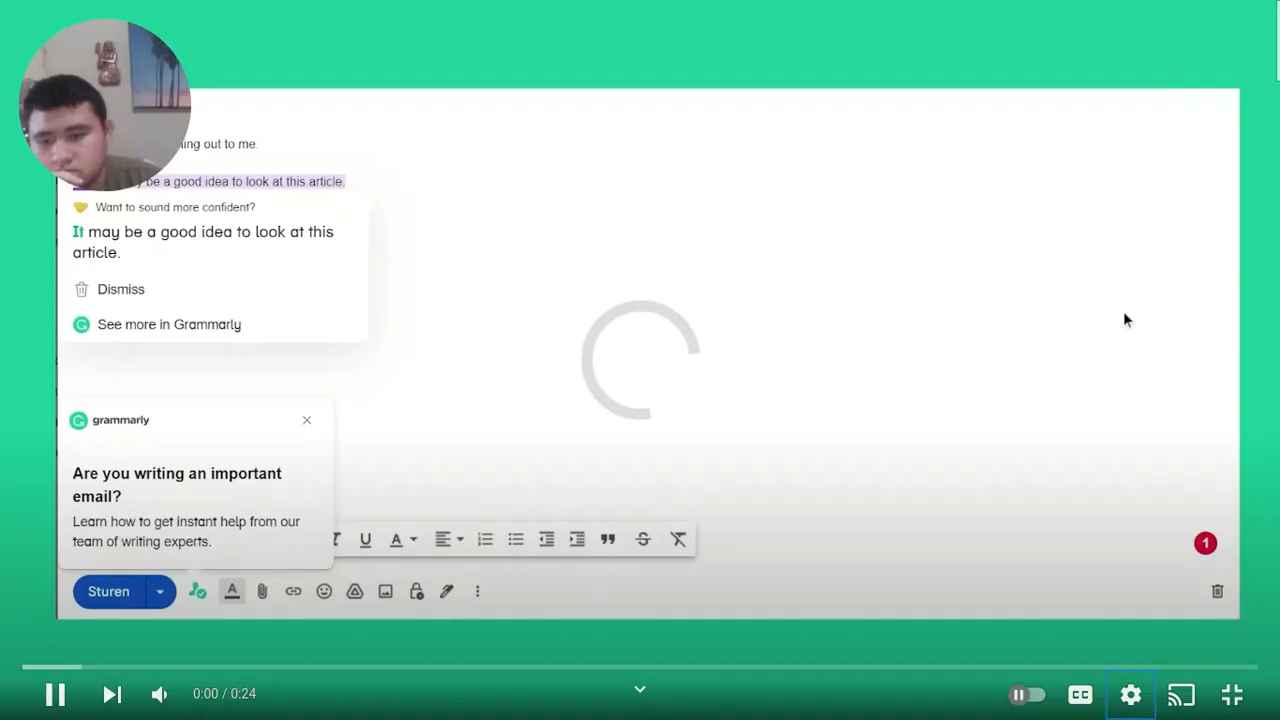 out to me.
be a good idea to look at this article.
Want to sound more confident?
It may be a good idea to look at this
article.
Dismiss
See more in Grammarly
grammarly
Are you writing an important
email?
Learn how to get instant help from our
team of writing experts.
U A
1
Sturen A
0:00 / 0:24
CC